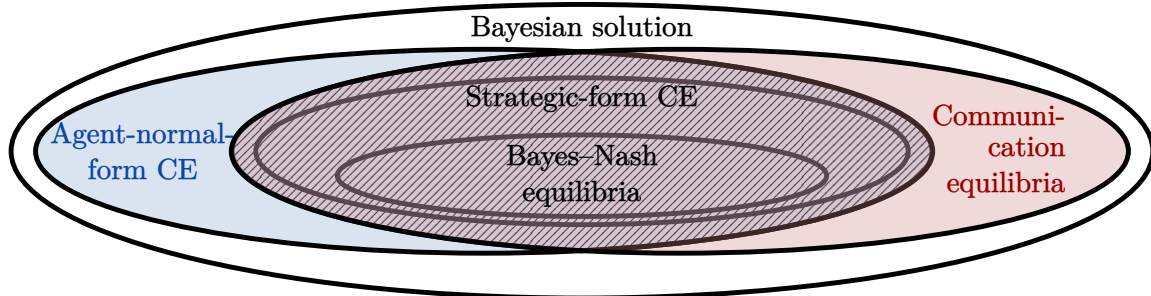 Bayesian solution
Strategic-form CE
Agent-normal-
form CE
Bayes–Nash
equilibria
Communi-
cation
equilibria